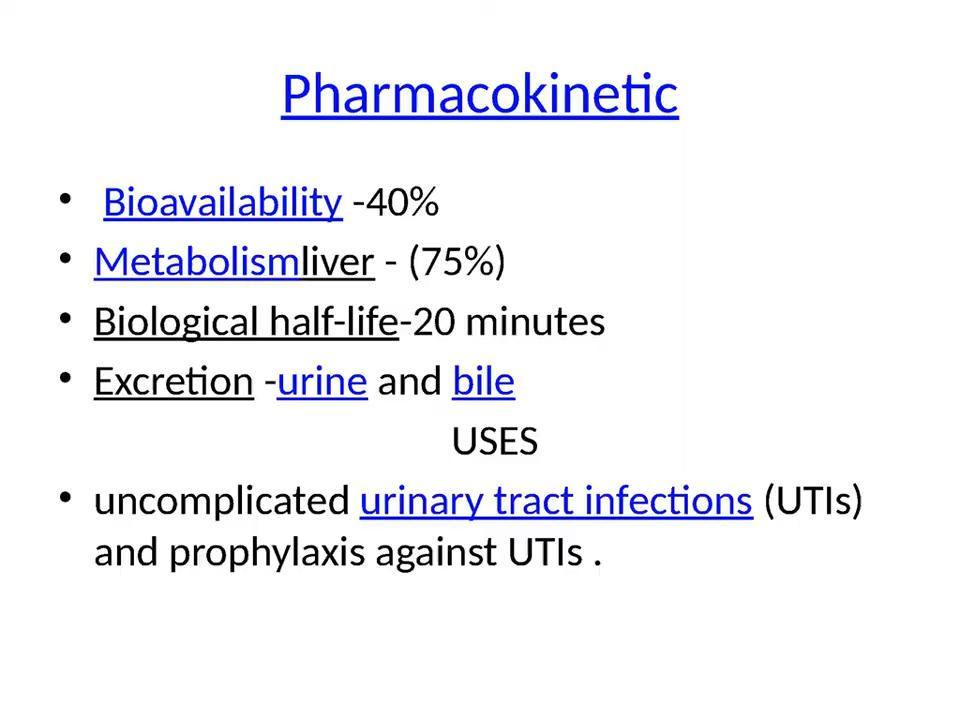 Pharmacokinetic
• Bioavailability -40%
• Metabolismliver - (75%)
• Biological half-life-20 minutes
• Excretion -urine and bile
USES
• uncomplicated urinary tract infections (UTIs)
and prophylaxis against UTIs .